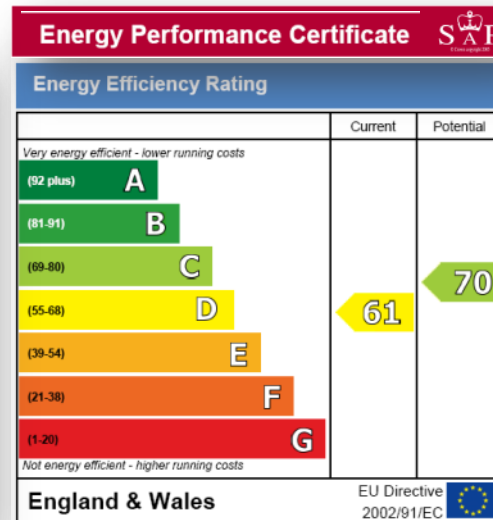 Energy Performance Certificate SAP
Energy Efficiency Rating
Current Potential
Very energy efficient - lower running costs
(92 plus) A
(81-91) B
(69-80) C
(55-68) D
(39-54) E
(21-38) F
(1-20) G
61
70
Not energy efficient - higher running costs
England & Wales
EU Directive
2002/91/EC